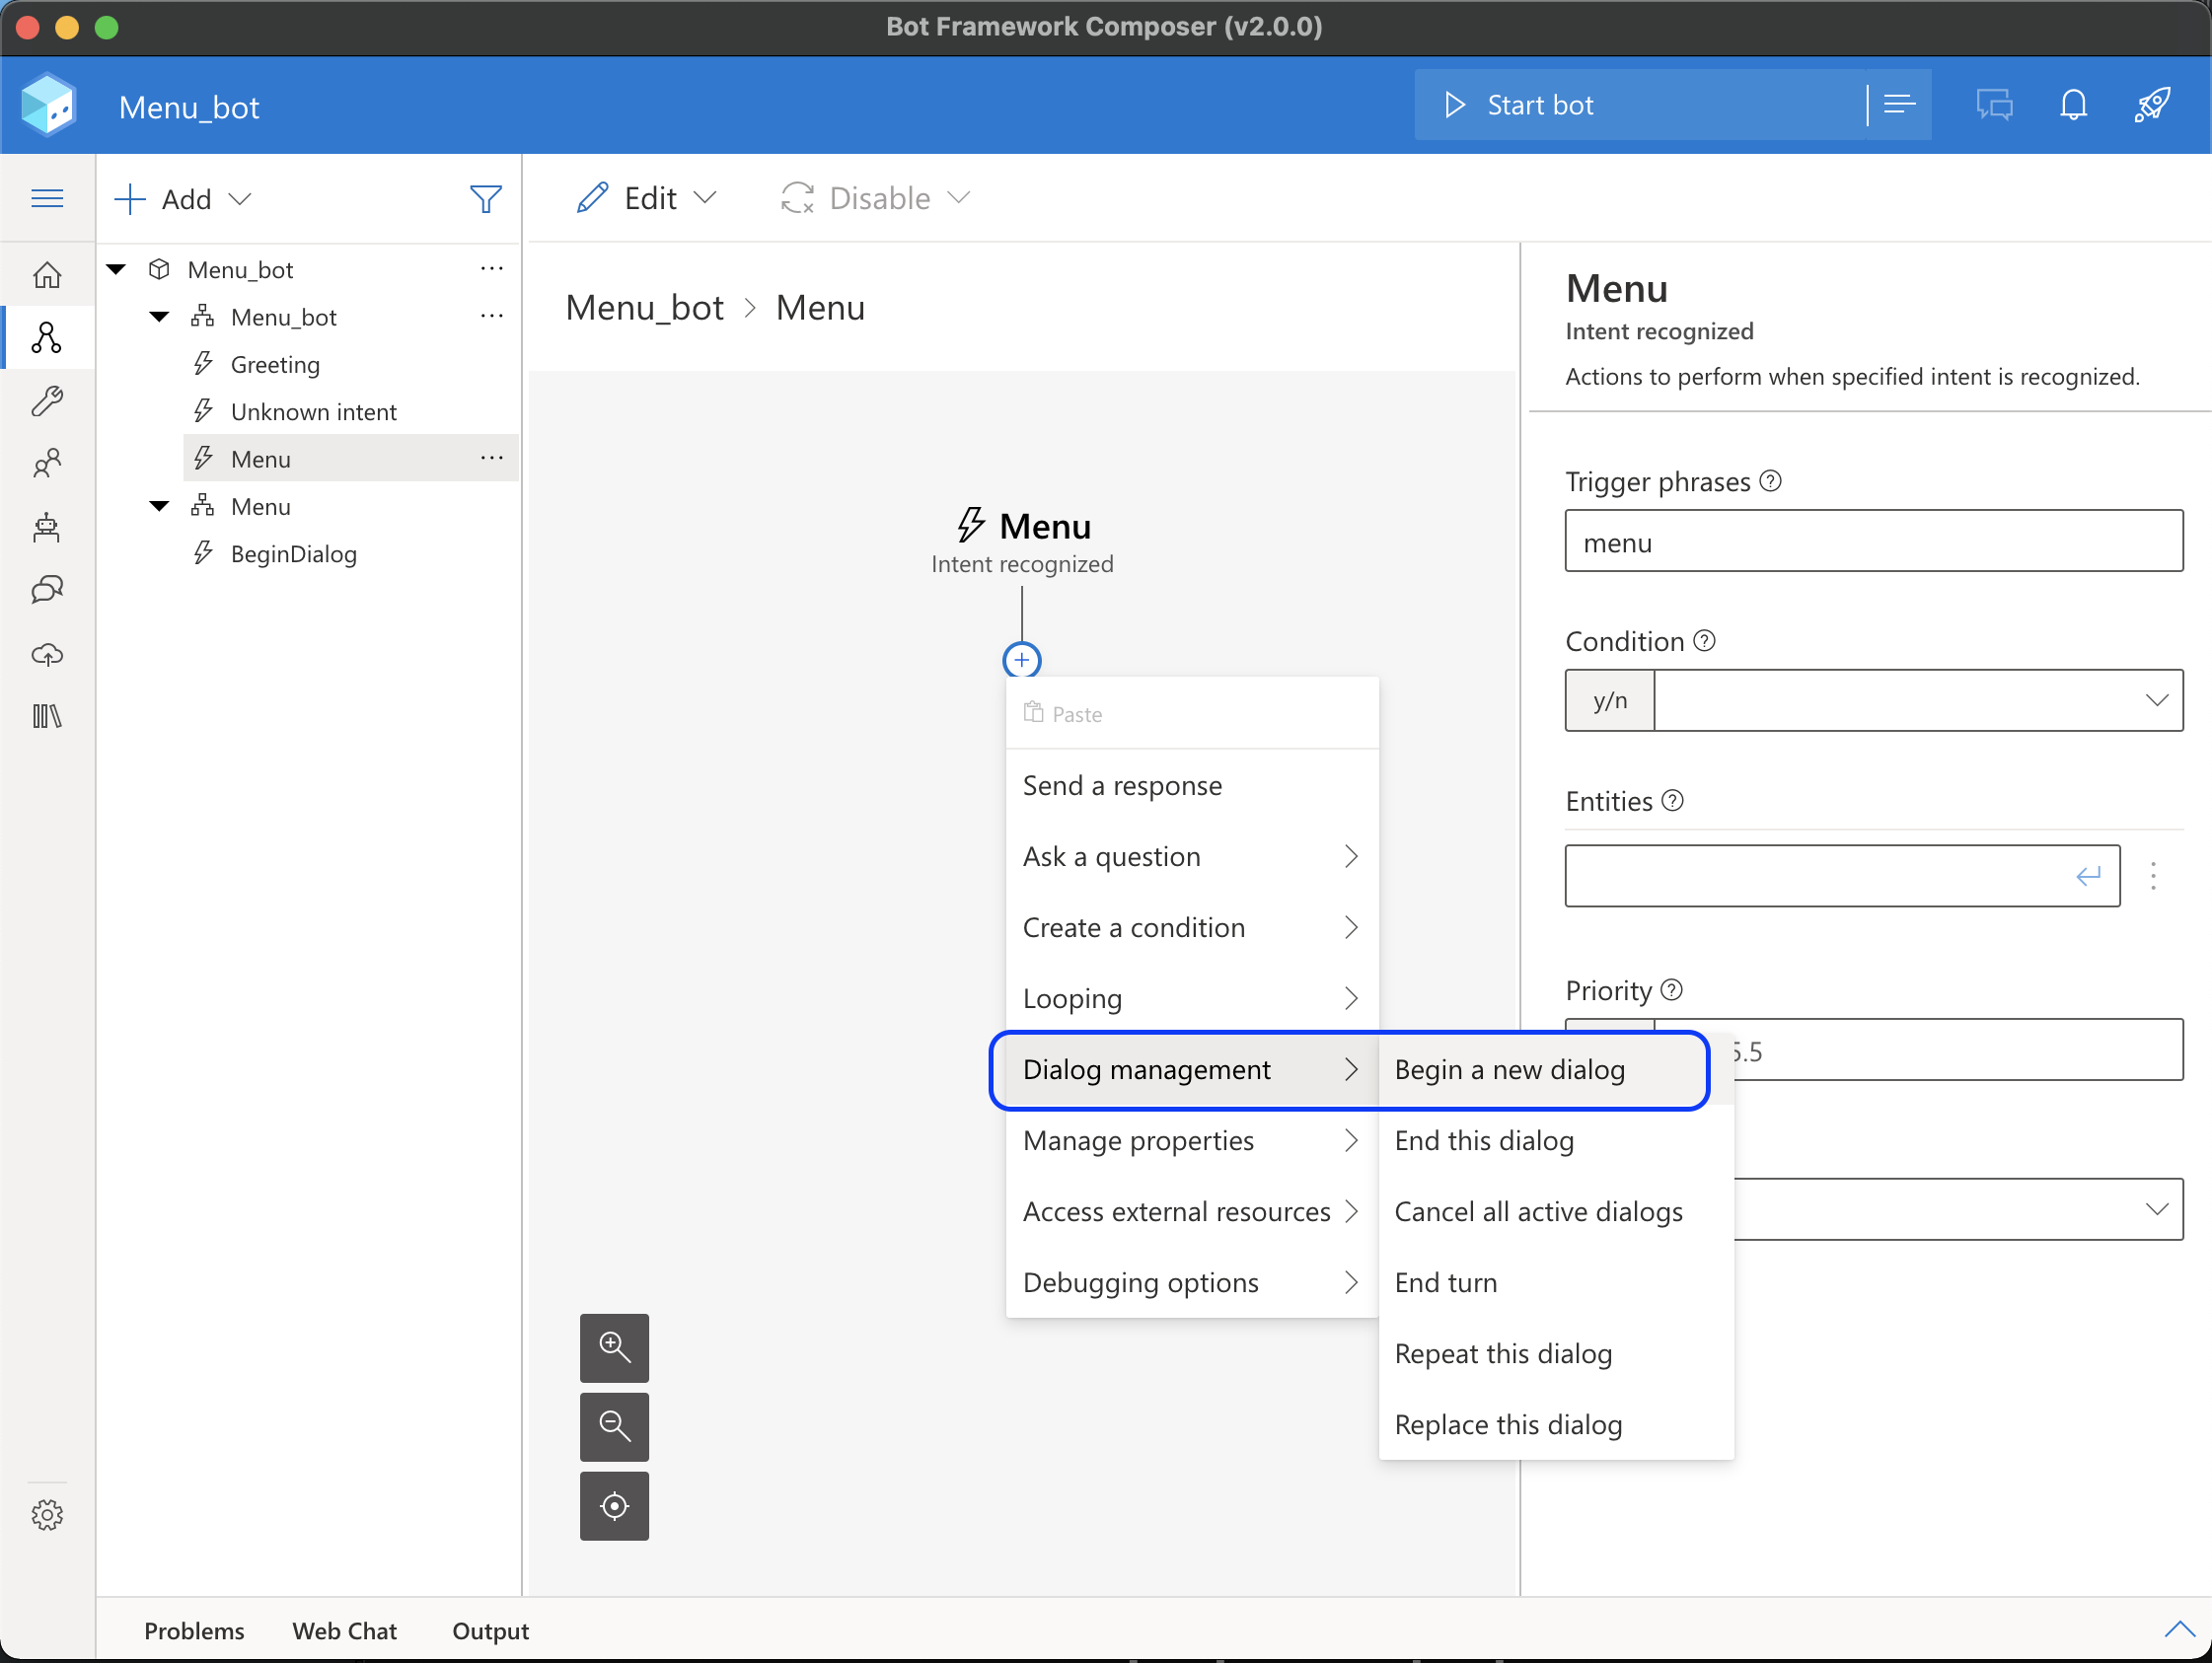 Bot Framework Composer (v2.0.0)
Menu_bot
Start bot
Add
Edit
Disable
Menu_bot
Menu_bot
Greeting
Unknown intent
Menu
Menu
BeginDialog
Menu_bot > Menu
Menu
Intent recognized
Paste
Send a response
Ask a question
Create a condition
Looping
Dialog management
Manage properties
Access external resources
Debugging options
Begin a new dialog
End this dialog
Cancel all active dialogs
End turn
Repeat this dialog
Replace this dialog
Menu
Intent recognized
Actions to perform when specified intent is recognized.
Trigger phrases
menu
Condition
y/n
Entities
Priority
5.5
Problems
Web Chat
Output